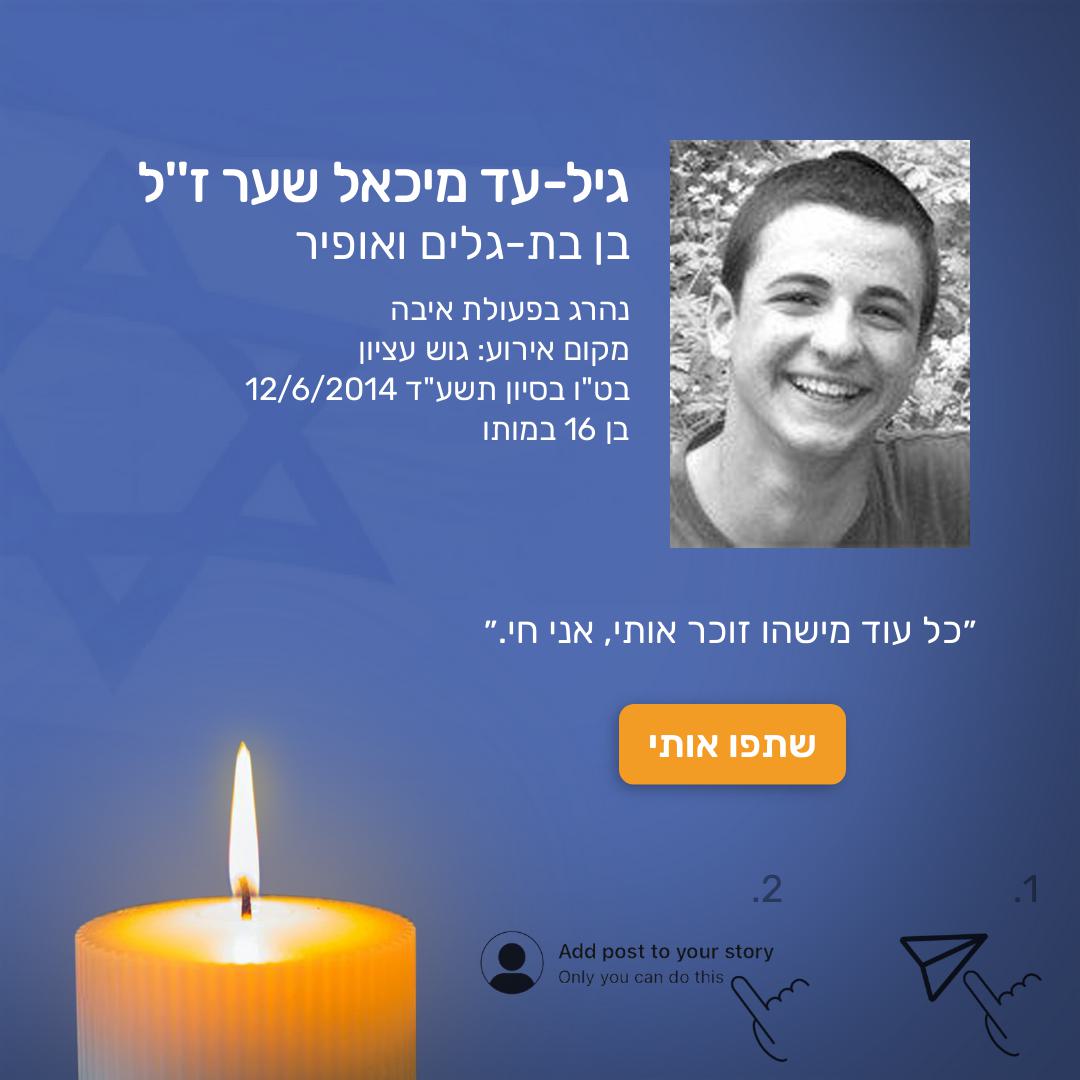 גיל-עד מיכאל שער ז"ל
בן בת-גלים ואופיר
נהרג בפעולת איבה
מקום אירוע: גוש עציון
בט"ו בסיון תשע"ד 12/6/2014
בן 16 במותו
"כל עוד מישהו זוכר אותי, אני חי."
שתפו אותי
.1
.2
Add post to your story
Only you can do this